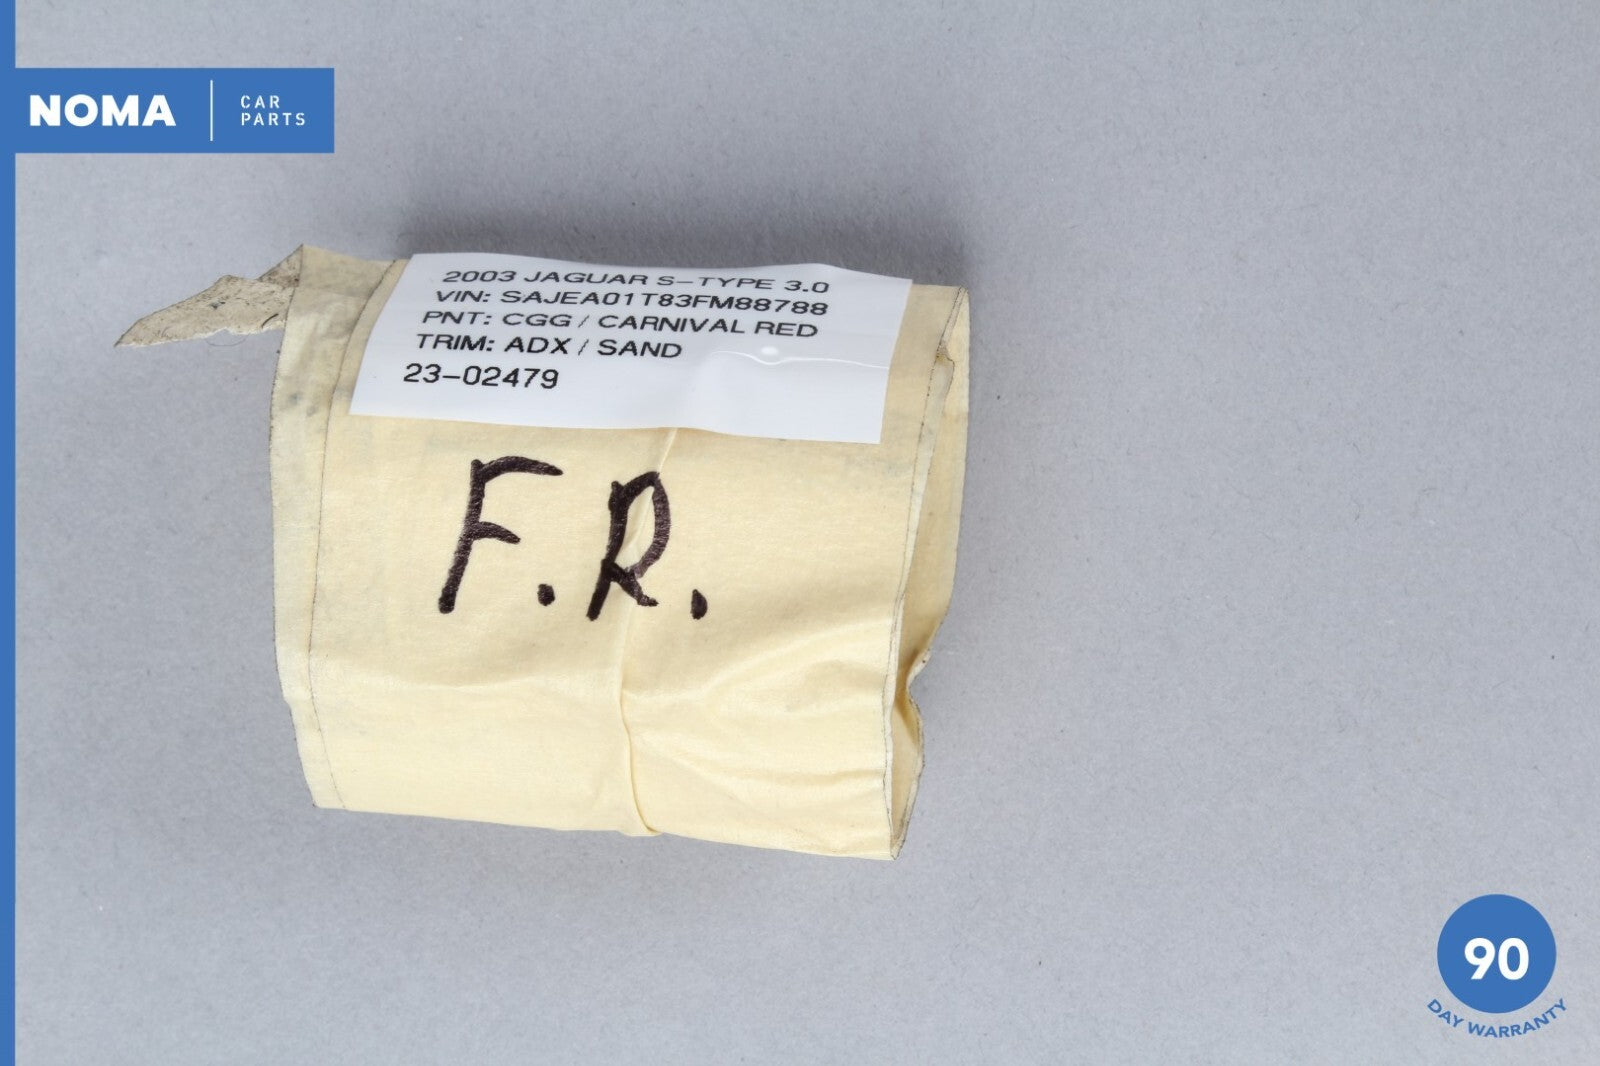 NOMA
CAR
PARTS
2003 JAGUAR S-TYPE 3.0
VIN: SAJEA01T83FM88788
PNT: CGG / CARNIVAL RED
TRIM: ADX / SAND
23-02479
F.R.
90
DAY WARRANTY